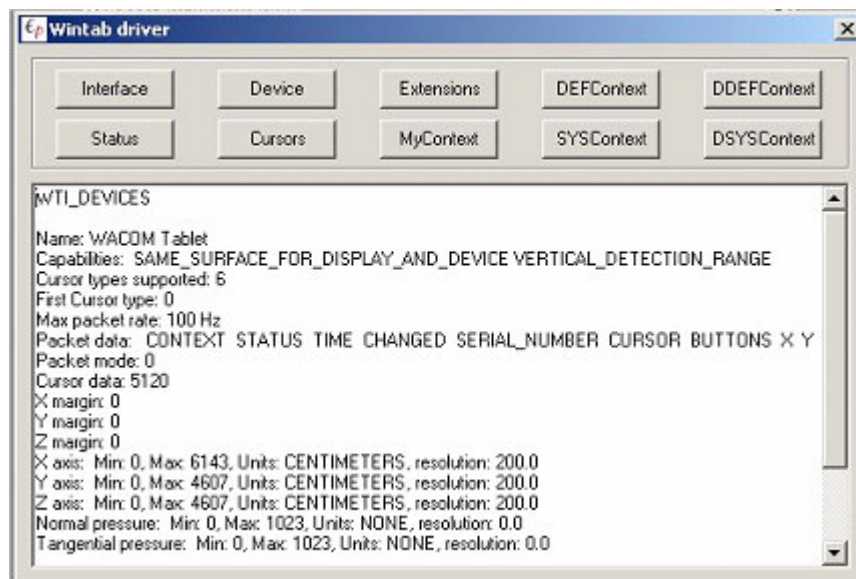 Wintab driver
Interface Device Extensions DEFContext DDEFContext
Status Cursors MyContext SYSContext DSYSContext
WTI_DEVICES
Name: WACOM Tablet
Capabilities: SAME_SURFACE_FOR_DISPLAY_AND_DEVICE VERTICAL_DETECTION_RANGE
Cursor types supported: 6
First Cursor type: 0
Max packet rate: 100 Hz
Packet data: CONTEXT STATUS TIME CHANGED SERIAL_NUMBER CURSOR BUTTONS X Y
Packet mode: 0
Cursor data: 5120
X margin: 0
Y margin: 0
Z margin: 0
X axis: Min: 0, Max: 6143, Units: CENTIMETERS, resolution: 200.0
Y axis: Min: 0, Max: 4607, Units: CENTIMETERS, resolution: 200.0
Z axis: Min: 0, Max: 4607, Units: CENTIMETERS, resolution: 200.0
Normal pressure: Min: 0, Max: 1023, Units: NONE, resolution: 0.0
Tangential pressure: Min: 0, Max: 1023, Units: NONE, resolution: 0.0